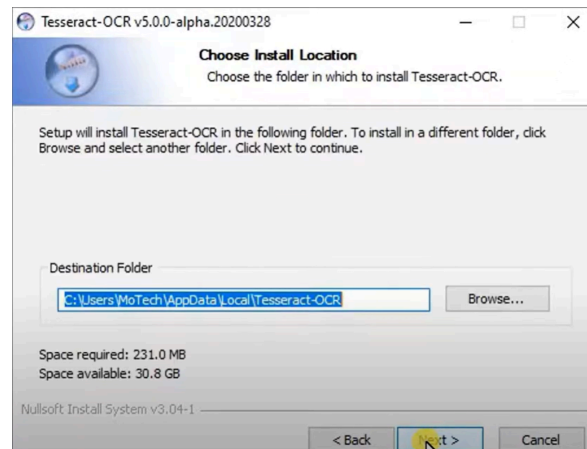 Tesseract-OCR v5.0.0-alpha.20200328
Choose Install Location
Choose the folder in which to install Tesseract-OCR.
Setup will install Tesseract-OCR in the following folder. To install in a different folder, click
Browse and select another folder. Click Next to continue.
Destination Folder
C:\Users\MoTech\AppData\Local\Tesseract-OCR
Browse...
Space required: 231.0 MB
Space available: 30.8 GB
Nullsoft Install System v3.04-1
< Back
Next >
Cancel